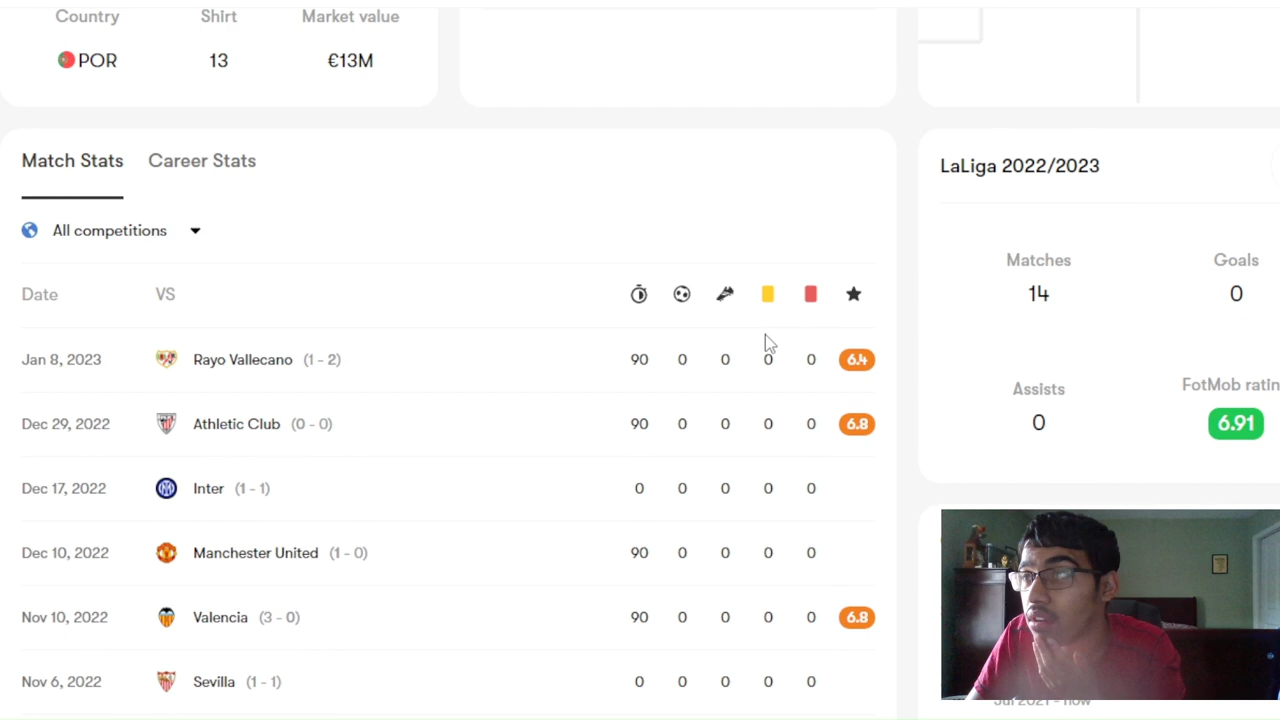 Country Shirt Market value
POR 13 €13M
Match Stats Career Stats
All competitions
Date VS
Jan 8, 2023 Rayo Vallecano (1 - 2) 90 0 0 0 0 6.4
Dec 29, 2022 Athletic Club (0 - 0) 90 0 0 0 0 6.8
Dec 17, 2022 Inter (1 - 1) 0 0 0 0 0
Dec 10, 2022 Manchester United (1 - 0) 90 0 0 0 0
Nov 10, 2022 Valencia (3 - 0) 90 0 0 0 0 6.8
Nov 6, 2022 Sevilla (1 - 1) 0 0 0 0 0
LaLiga 2022/2023
Matches Goals
14 0
Assists FotMob ratin
0 6.91
Jul 2021 - now